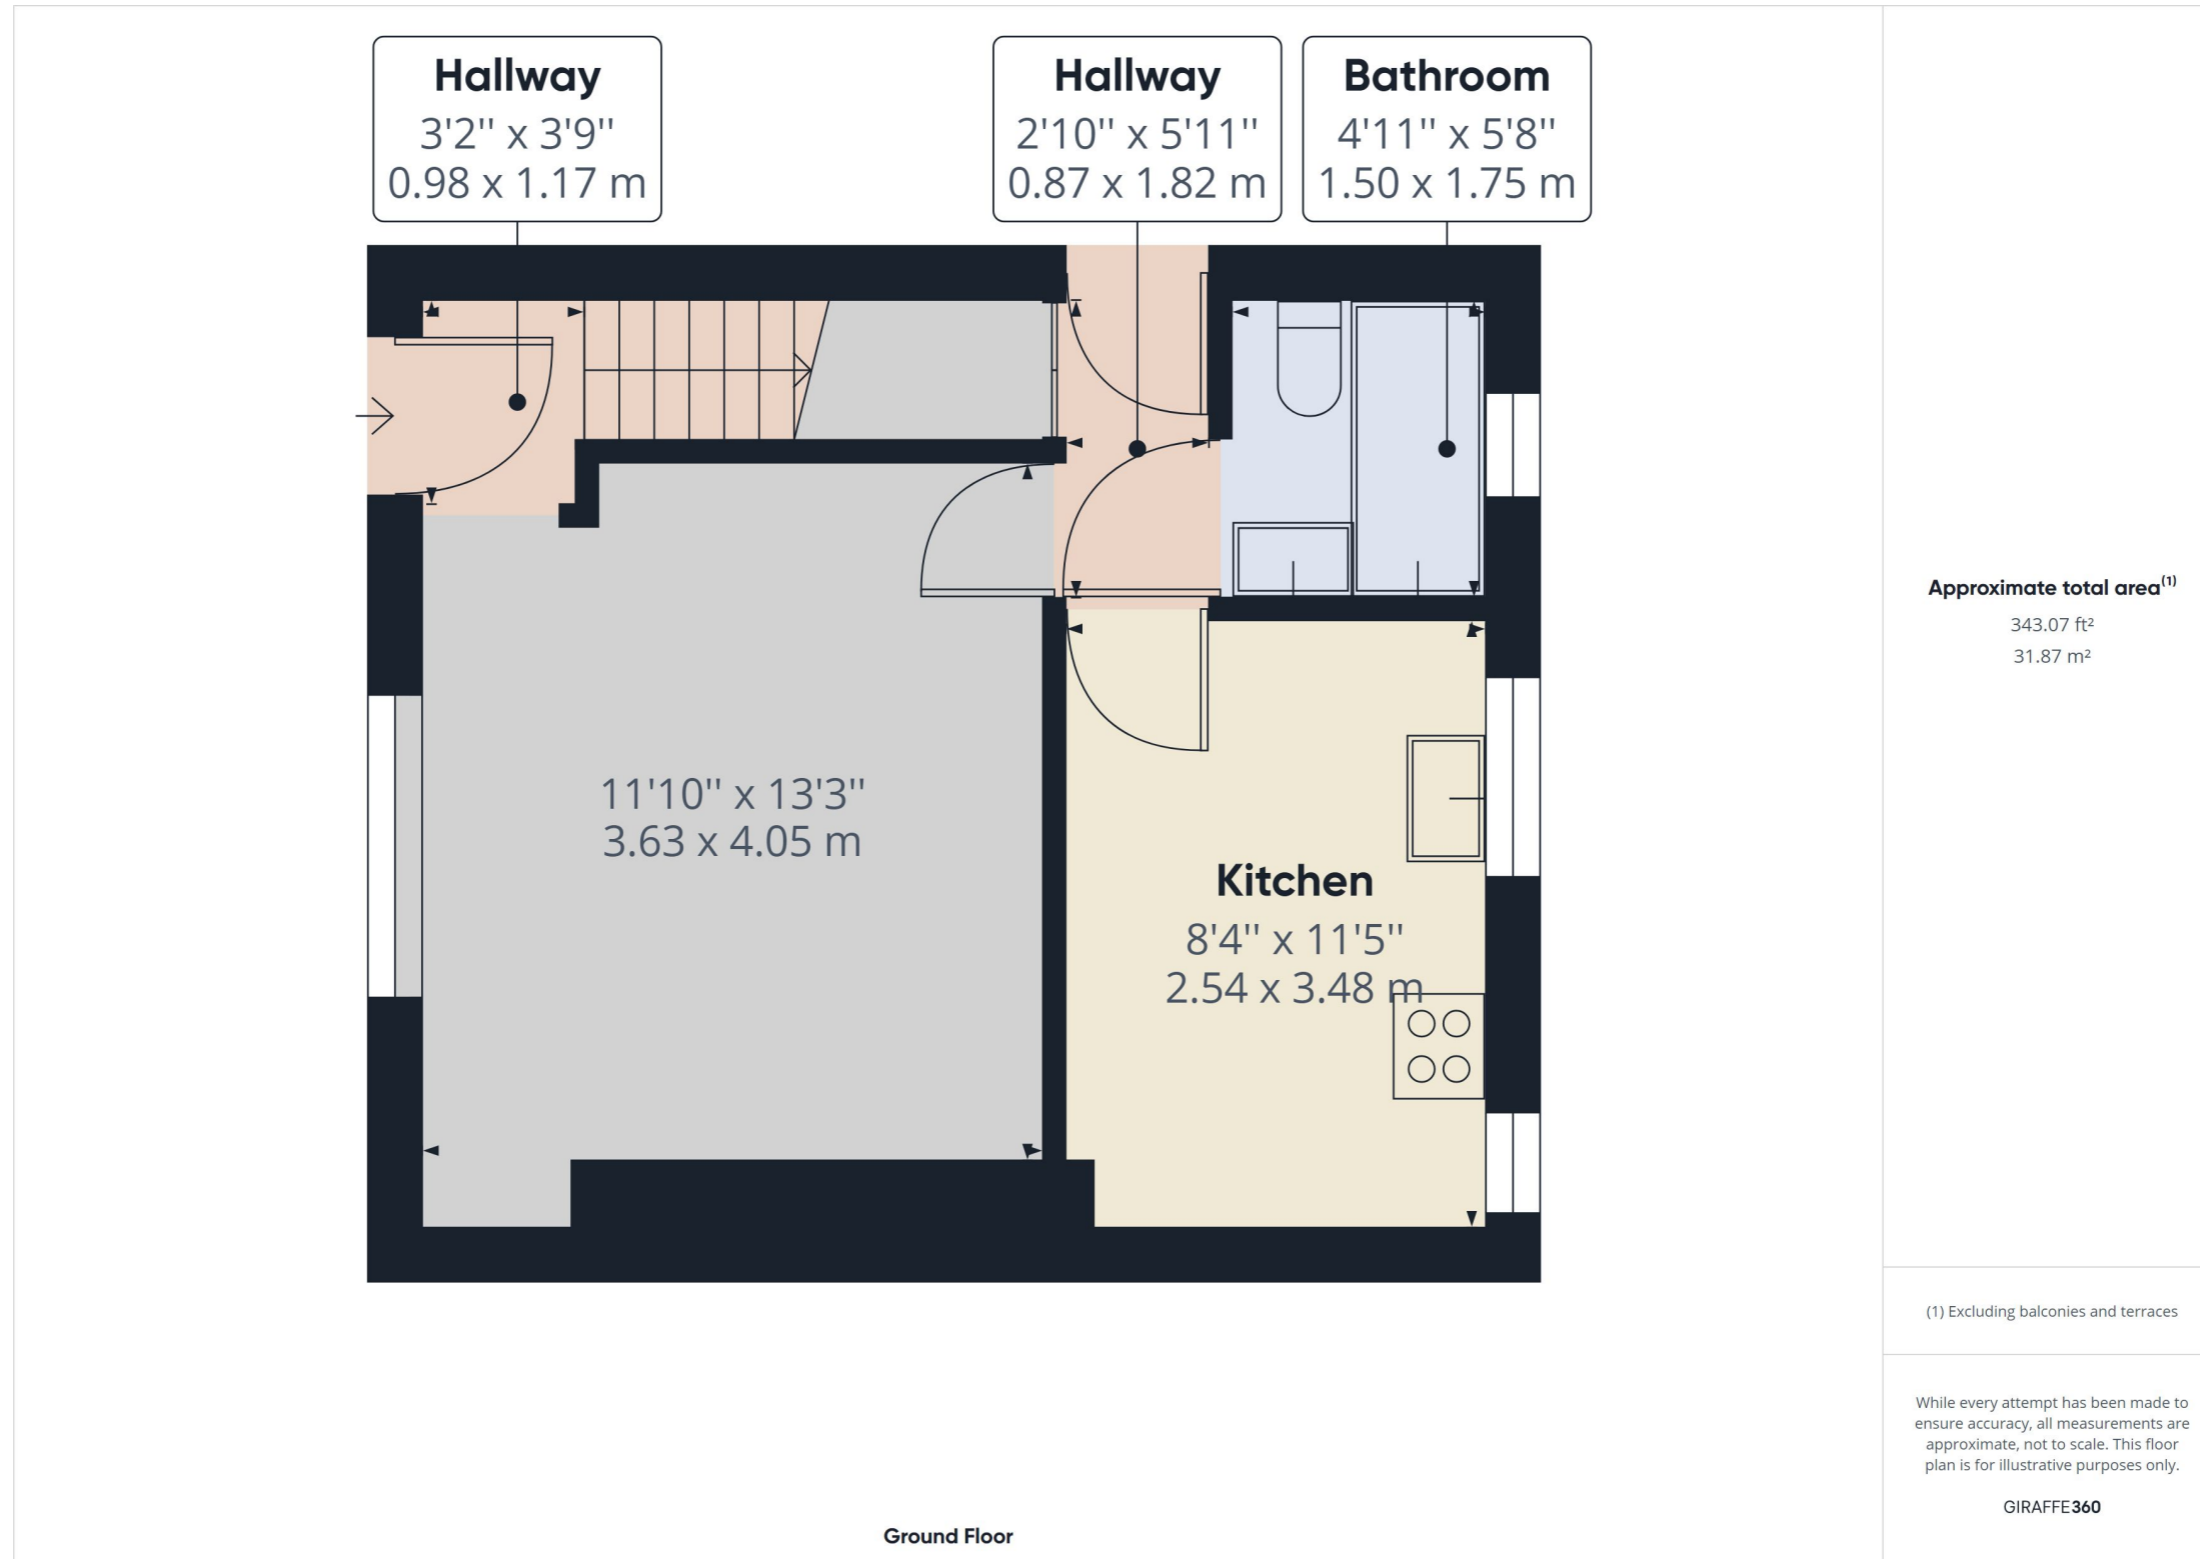 Hallway
3'2'' x 3'9''
0.98 x 1.17 m
Hallway
2'10'' x 5'11''
0.87 x 1.82 m
Bathroom
4'11'' x 5'8''
1.50 x 1.75 m
11'10'' x 13'3''
3.63 x 4.05 m
Kitchen
8'4'' x 11'5''
2.54 x 3.48 m
Ground Floor
Approximate total area(1)
343.07 ft²
31.87 m²
(1) Excluding balconies and terraces
While every attempt has been made to
ensure accuracy, all measurements are
approximate, not to scale. This floor
plan is for illustrative purposes only.
GIRAFFE360